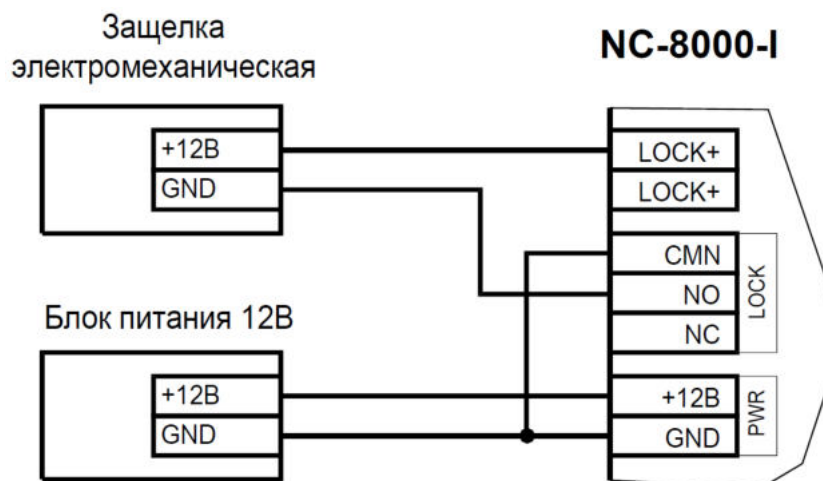 Защелка
электромеханическая
NC-8000-I
+12В
GND
LOCK+
LOCK+
CMN
NO
NC
LOCK
Блок питания 12В
+12В
GND
+12В
GND
PWR